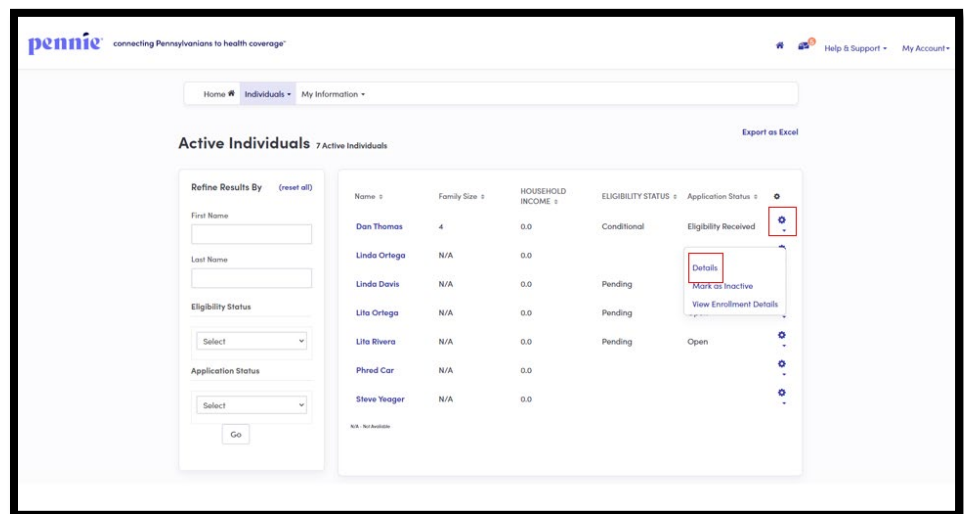 pennie connecting Pennsylvanians to health coverage
6 Help & Support My Account
Home Individuals My Information
Active Individuals 7 Active Individuals
Export as Excel
Refine Results By (reset all)
First Name
Last Name
Eligibility Status
Select
Application Status
Select
Go
Name Family Size HOUSEHOLD INCOME ELIGIBILITY STATUS Application Status
Dan Thomas 4 0.0 Conditional Eligibility Received
Linda Ortega N/A 0.0
Linda Davis N/A 0.0 Pending
Lita Ortega N/A 0.0 Pending
Lita Rivera N/A 0.0 Pending Open
Phred Car N/A 0.0
Steve Yeager N/A 0.0
N/A - Not Available
Details
Mark as Inactive
View Enrollment Details